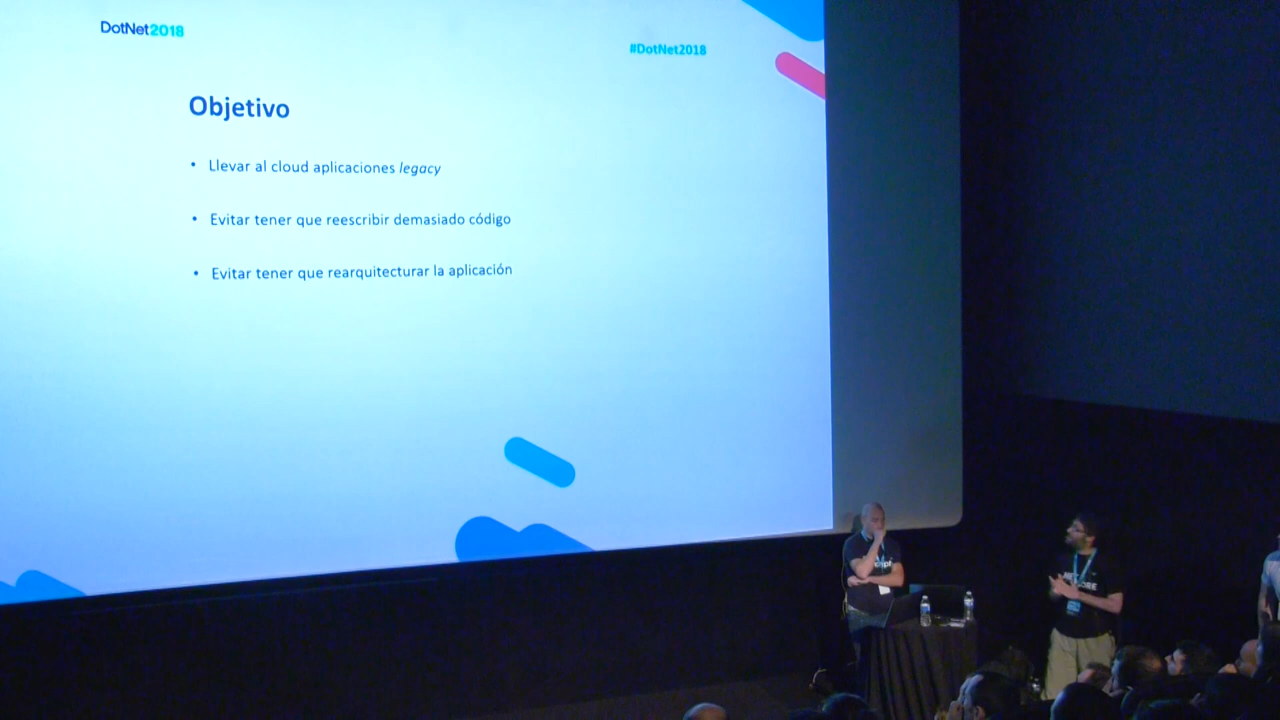 DotNet2018
#DotNet2018
Objetivo
• Llevar al cloud aplicaciones legacy
• Evitar tener que reescribir demasiado código
• Evitar tener que rearquitecturar la aplicación